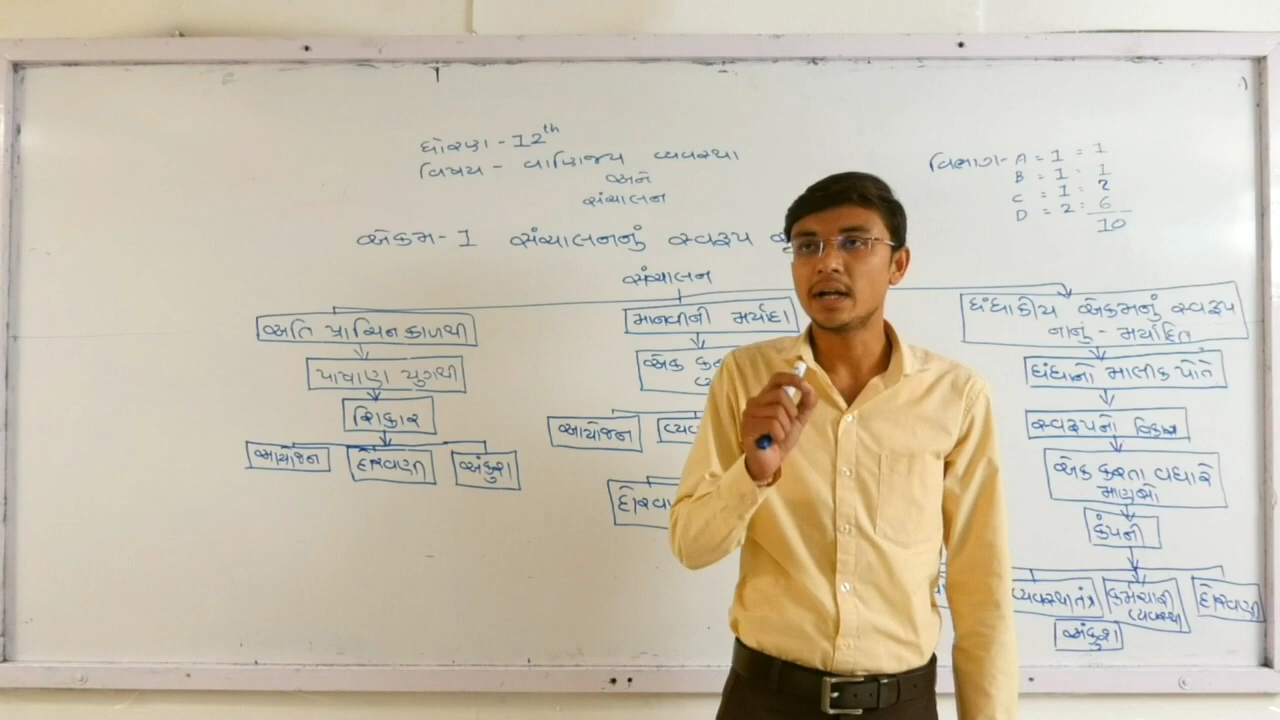 ધોરણ - 12th
વિષય - વાણિજ્ય વ્યવસ્થા
અને
સંચાલન
વિભાગ - A = 1 = 1
B = 1 = 1
C = 1 = 2
D = 2 = 6
10
એકમ - 1 સંચાલનનું સ્વરૂપ
સંચાલન
અતિ પ્રાચિન કાળથી
પાષાણ યુગથી
શિકાર
આયોજન
દોરવણી
અંકુશ
માનવીની મર્યાદા
એક
આયોજન
ધંધાકીય એકમનું સ્વરૂપ
નાનું - મર્યાદિત
ધંધાનો માલીક પોતે
સ્વરૂપનો વિકાસ
એક કરતા વધારે
માણસો
કંપની
વ્યવસ્થાતંત્ર
કર્મચારી
વ્યવસ્થા
દોરવણી
અંકુશ